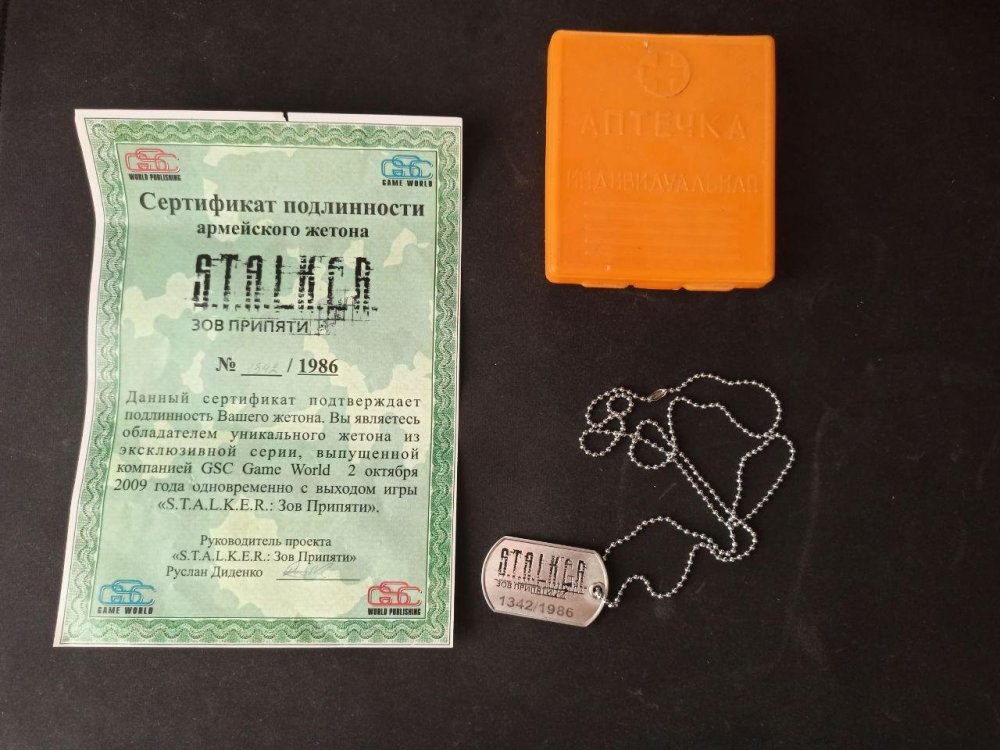 GSC
WORLD PUBLISHING
GSC
GAME WORLD
Сертификат подлинности
армейского жетона
S.T.A.L.K.E.R.
ЗОВ ПРИПЯТИ
№ 1342 / 1986
Данный сертификат подтверждает
подлинность Вашего жетона. Вы являетесь
обладателем уникального жетона из
эксклюзивной серии, выпущенной
компанией GSC Game World 2 октября
2009 года одновременно с выходом игры
«S.T.A.L.K.E.R.: Зов Припяти».
Руководитель проекта
«S.T.A.L.K.E.R.: Зов Припяти»
Руслан Диденко
GSC
GAME WORLD
GSC
WORLD PUBLISHING
АПТЕЧКА
ИНДИВИДУАЛЬНАЯ
S.T.A.L.K.E.R.
ЗОВ ПРИПЯТИ
1342/1986